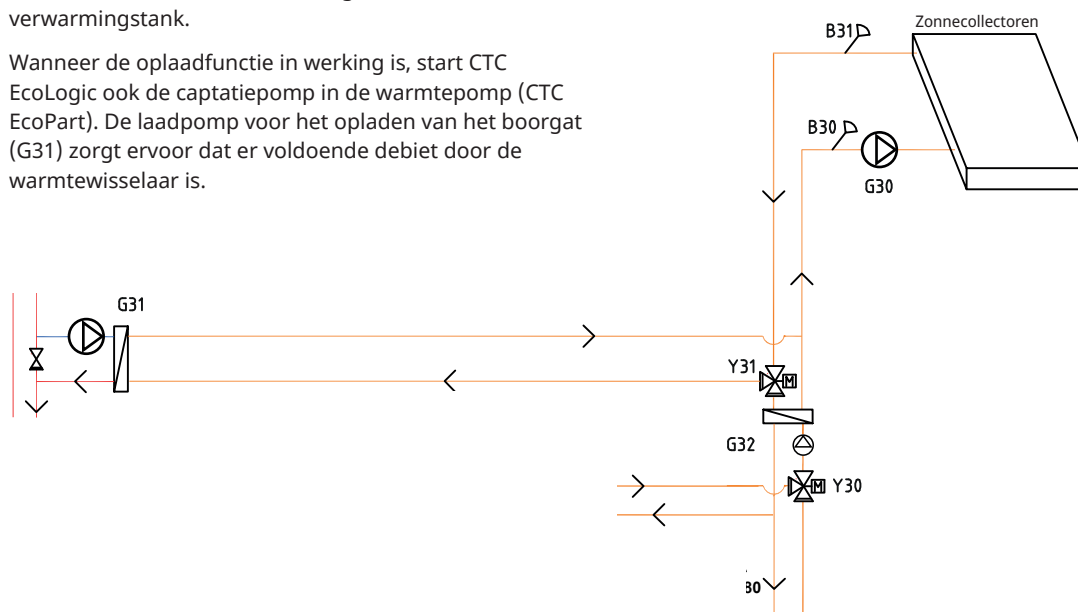 verwarmingstank.
Wanneer de oplaadfunctie in werking is, start CTC
EcoLogic ook de captatiepomp in de warmtepomp (CTC
EcoPart). De laadpomp voor het opladen van het boorgat
(G31) zorgt ervoor dat er voldoende debiet door de
warmtewisselaar is.
Zonnecollectoren
B31
B30
G30
G31
Y31
M
G32
M Y30